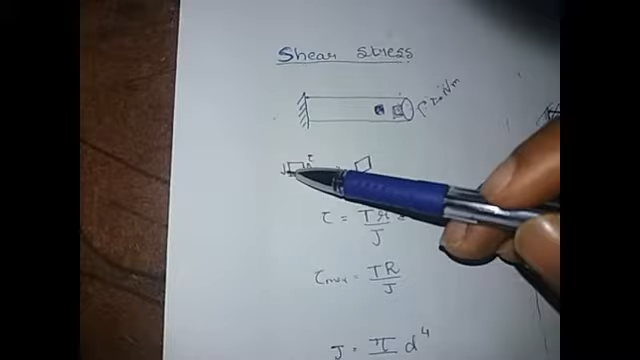 Shear stress
τ
τ = Tr
J
τmax = TR
J
J = π d⁴